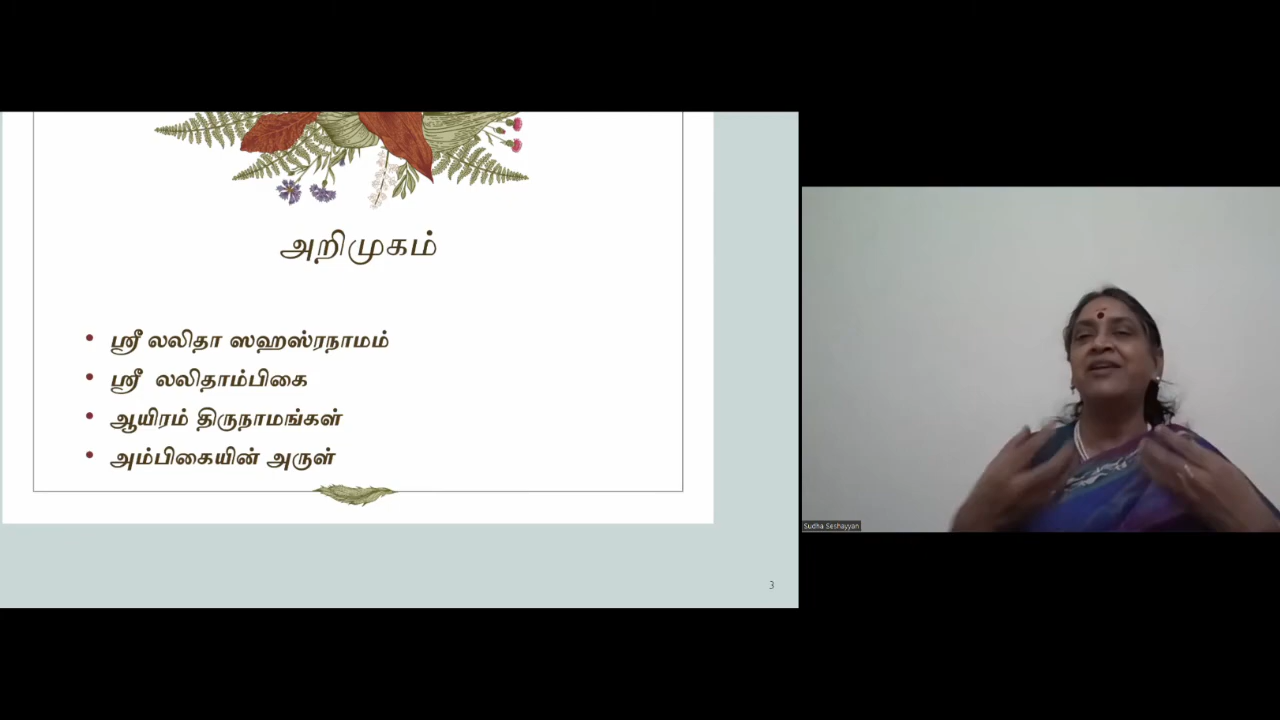 அறிமுகம்
• ஸ்ரீ லலிதா ஸஹஸ்ரநாமம்
• ஸ்ரீ லலிதாம்பிகை
• ஆயிரம் திருநாமங்கள்
• அம்பிகையின் அருள்
3
Sudha Seshayyan